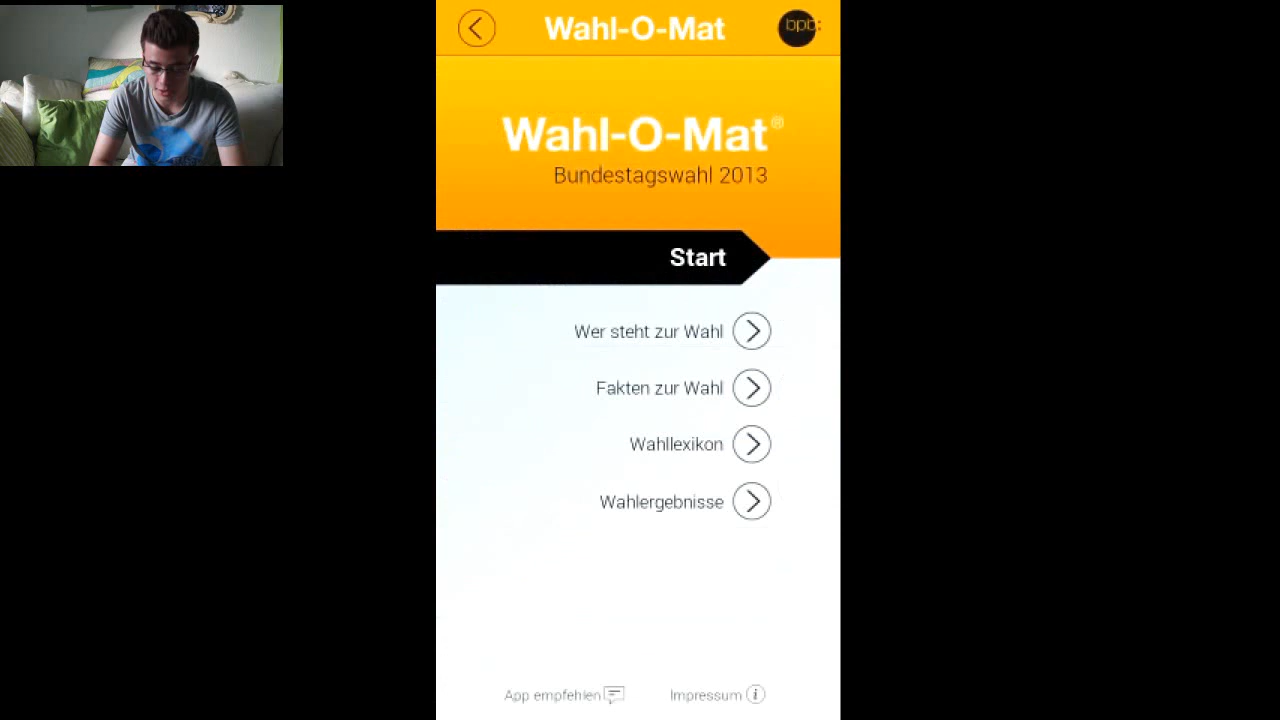 Wahl-O-Mat
bpb:
Wahl-O-Mat®
Bundestagswahl 2013
Start
Wer steht zur Wahl
Fakten zur Wahl
Wahllexikon
Wahlergebnisse
App empfehlen
Impressum i